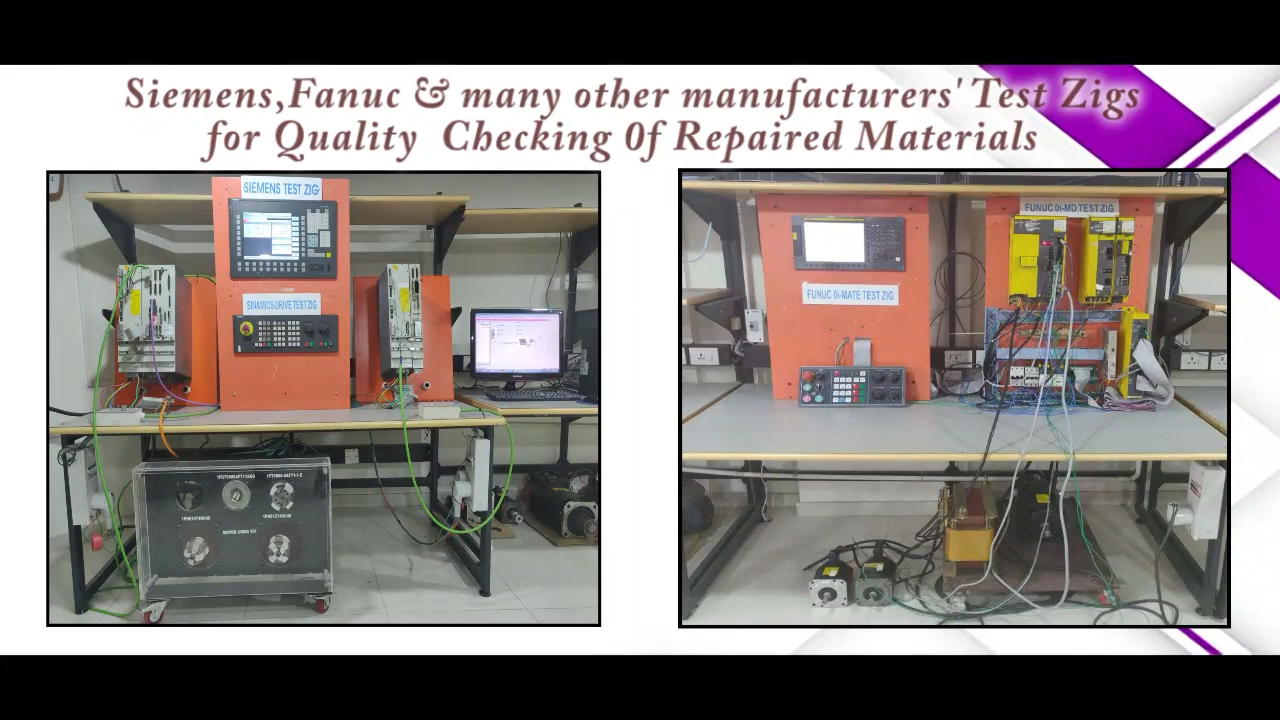 Siemens,Fanuc & many other manufacturers' Test Zigs
for Quality Checking 0f Repaired Materials
SIEMENS TEST ZIG
SINAMICS DRIVE TEST ZIG
FUNUC 0i-MD TEST ZIG
FUNUC 0i-MATE TEST ZIG